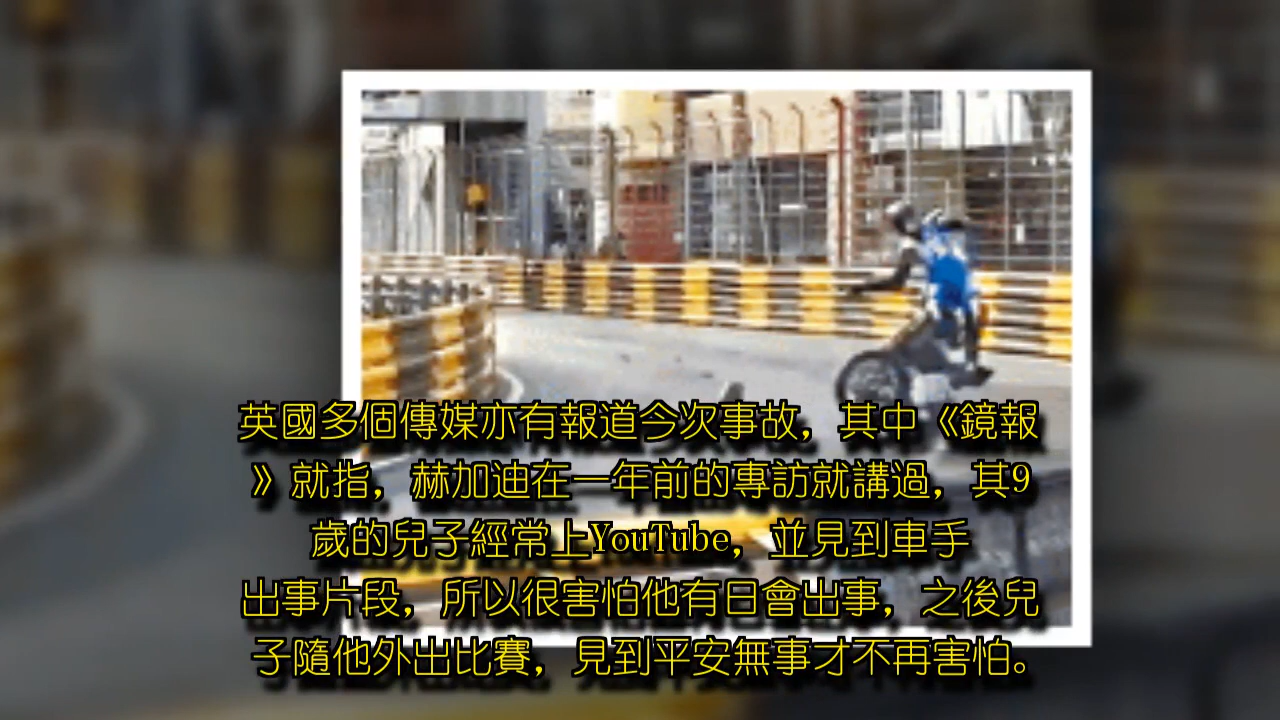 英國多個傳媒亦有報道今次事故，其中《鏡報
》就指，赫加迪在一年前的專訪就講過，其9
歲的兒子經常上YouTube，並見到車手
出事片段，所以很害怕他有日會出事，之後兒
子隨他外出比賽，見到平安無事才不再害怕。